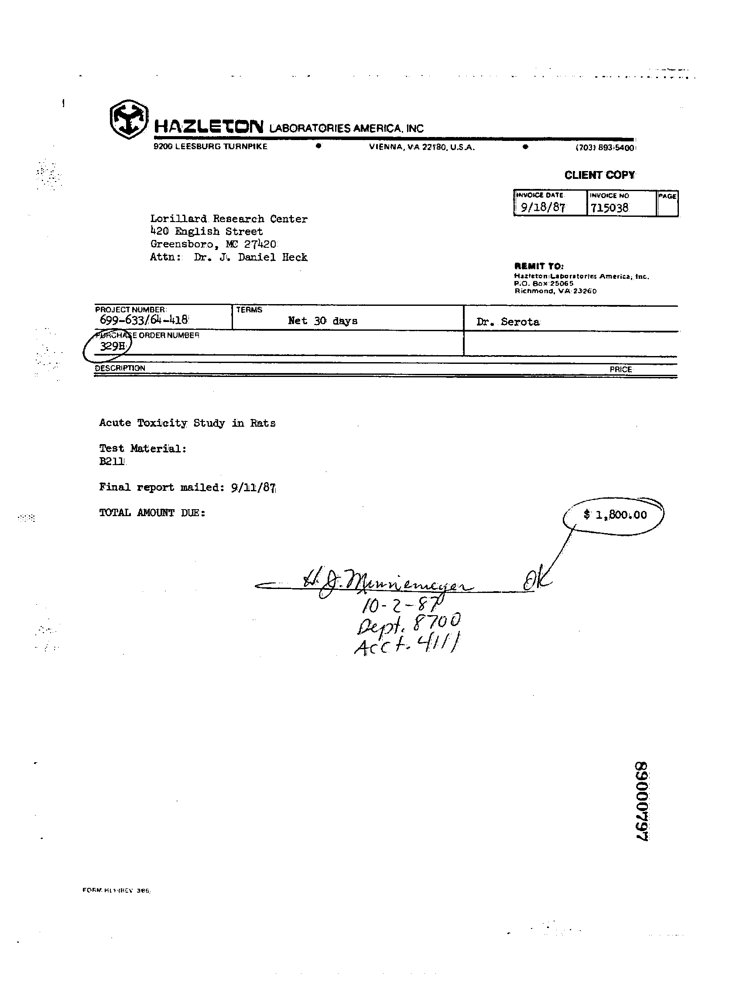 HAZLETON LABORATORIES AMERICA, INC
9200 LEESBURG TURNPIKE • VIENNA, VA 22180, U.S.A. • (703) 893-5400
CLIENT COPY
INVOICE DATE INVOICE NO PAGE
9/18/87 715038
Lorillard Research Center
420 English Street
Greensboro, MC 27420
Attn: Dr. J. Daniel Heck
REMIT TO:
Hazleton Laboratories America, Inc.
P.O. Box 25065
Richmond, VA 23260
PROJECT NUMBER: TERMS
699-633/64-418 Net 30 days Dr. Serota
PURCHASE ORDER NUMBER
329H
DESCRIPTION PRICE
Acute Toxicity Study in Rats
Test Material:
B211
Final report mailed: 9/11/87
TOTAL AMOUNT DUE: $ 1,800.00
H. J. Minnemeyer OK
10-2-87
Dept. 8700
Acct. 4111
89000797
FORM HL1 (REV 3/86)